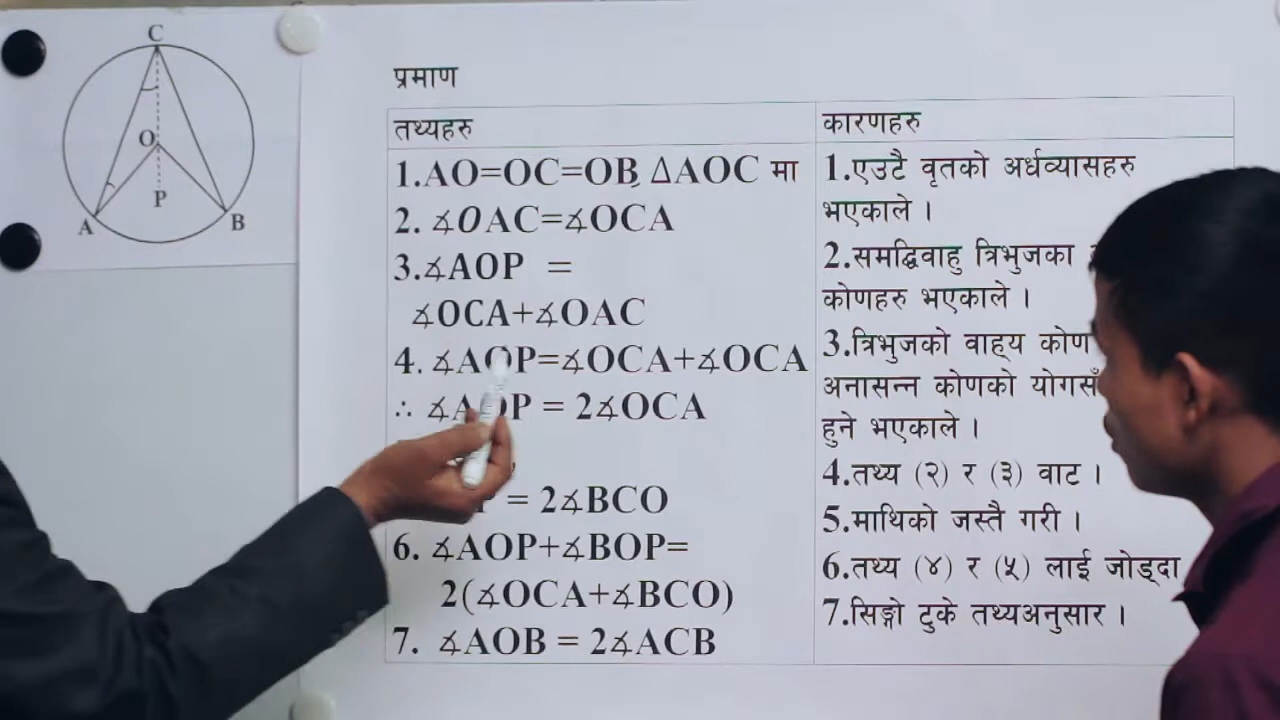 C
O
P
A
B
प्रमाण
तथ्यहरु
कारणहरु
1.AO=OC=OB, ΔAOC मा
2. ∡OAC=∡OCA
3.∡AOP =
∡OCA+∡OAC
4. ∡AOP=∡OCA+∡OCA
∴ ∡AOP = 2∡OCA
= 2∡BCO
6. ∡AOP+∡BOP=
2(∡OCA+∡BCO)
7. ∡AOB = 2∡ACB
1.एउटै वृतको अर्धव्यासहरु
भएकाले ।
2.समद्धिवाहु त्रिभुजका
कोणहरु भएकाले ।
3.त्रिभुजको वाह्य कोण
अनासन्न कोणको योगसँ
हुने भएकाले ।
4.तथ्य (२) र (३) वाट ।
5.माथिको जस्तै गरी ।
6.तथ्य (४) र (५) लाई जोड्दा
7.सिङ्गो टुके तथ्यअनुसार ।